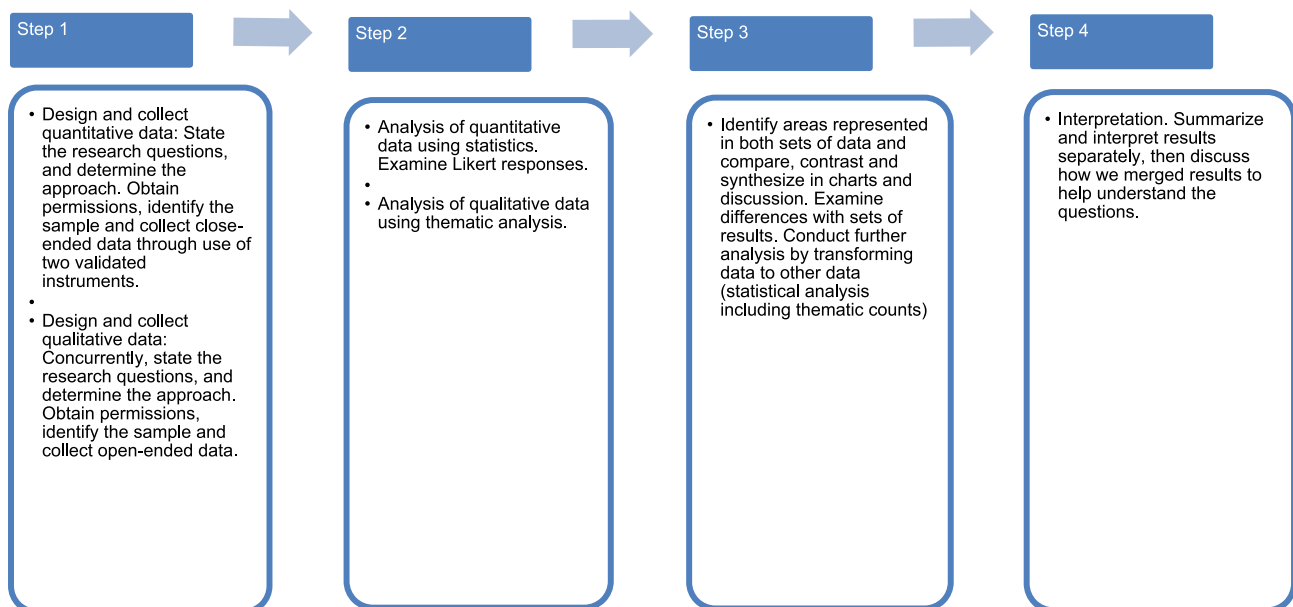 Step 1
Step 2
Step 3
Step 4
• Design and collect
quantitative data: State
the research questions,
and determine the
approach. Obtain
permissions, identify the
sample and collect close-
ended data through use of
two validated
instruments.
•
• Design and collect
qualitative data:
Concurrently, state the
research questions, and
determine the approach.
Obtain permissions,
identify the sample and
collect open-ended data.
• Analysis of quantitative
data using statistics.
Examine Likert responses.
•
• Analysis of qualitative data
using thematic analysis.
• Identify areas represented
in both sets of data and
compare, contrast and
synthesize in charts and
discussion. Examine
differences with sets of
results. Conduct further
analysis by transforming
data to other data
(statistical analysis
including thematic counts)
• Interpretation. Summarize
and interpret results
separately, then discuss
how we merged results to
help understand the
questions.